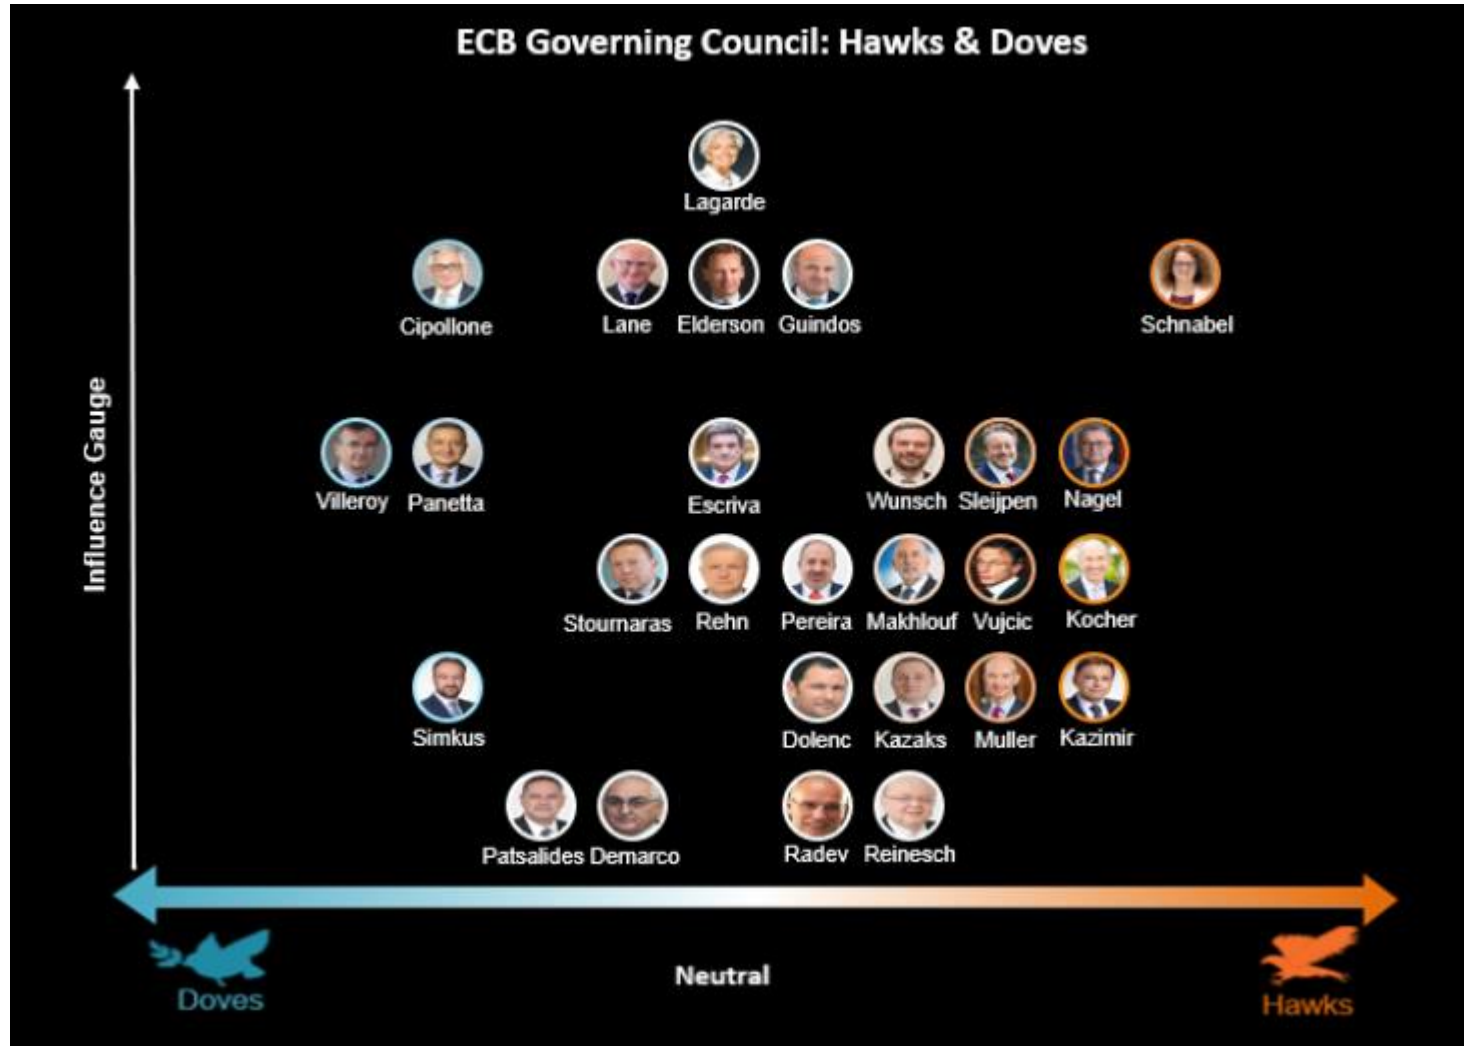 ECB Governing Council: Hawks & Doves
Lagarde
Cipollone Lane Elderson Guindos Schnabel
Influence Gauge
Villeroy Panetta Escriva Wunsch Sleijpen Nagel
Stournaras Rehn Pereira Makhlouf Vujcic Kocher
Simkus Dolenc Kazaks Muller Kazimir
Patsalides Demarco Radev Reinesch
Doves Neutral Hawks